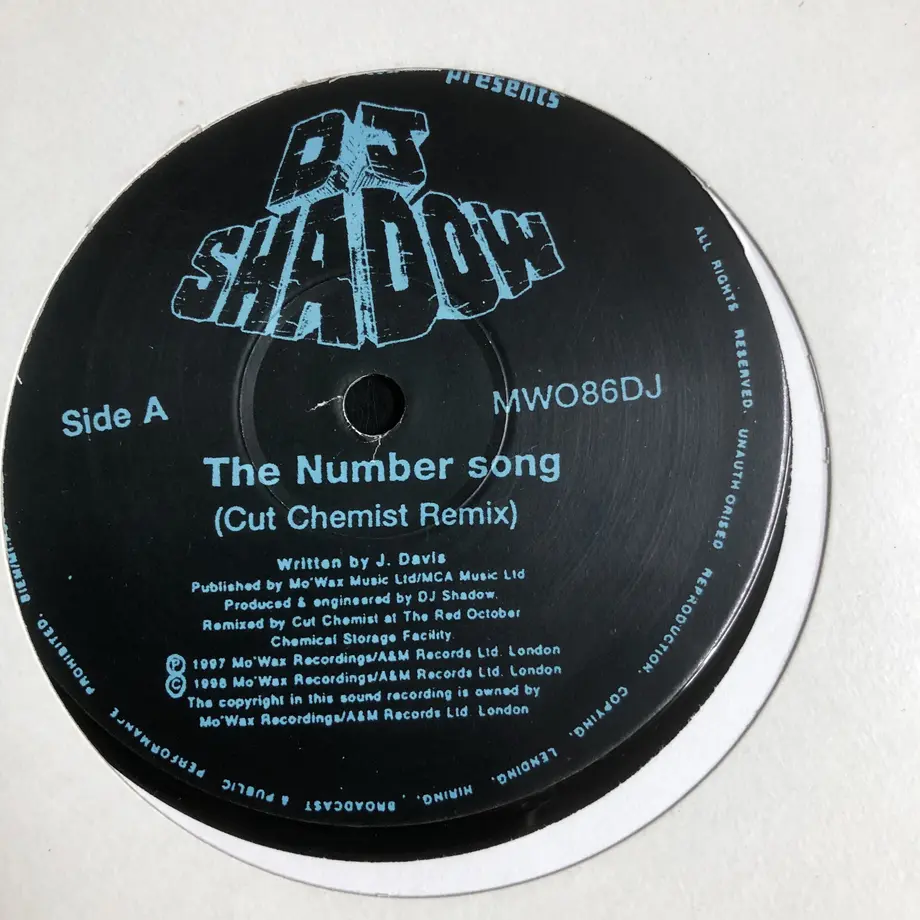 presents
DJ
SHADOW
Side A
MWO86DJ
The Number song
(Cut Chemist Remix)
Written by J. Davis
Published by Mo'Wax Music Ltd/MCA Music Ltd
Produced & engineered by DJ Shadow.
Remixed by Cut Chemist at The Red October
Chemical Storage Facility.
℗ 1997 Mo'Wax Recordings/A&M Records Ltd. London
© 1998 Mo'Wax Recordings/A&M Records Ltd. London
The copyright in this sound recording is owned by
Mo'Wax Recordings/A&M Records Ltd. London
ALL RIGHTS RESERVED. UNAUTHORISED REPRODUCTION, COPYING, LENDING, HIRING, BROADCAST & PUBLIC PERFORMANCE PROHIBITED. BIEM/